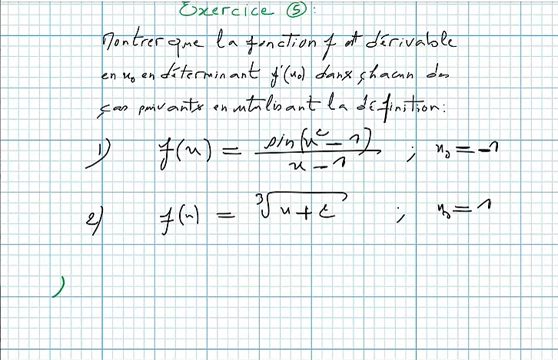 Exercice ⑤:
Montrer que la fonction f est dérivable
en x₀ en déterminant f'(x₀) dans chacun des
cas suivants en utilisant la définition:
1) f(x) = sin(x² - 1) / x - 1 ; x₀ = -1
2) f(x) = ∛x + 2 ; x₀ = 1
)